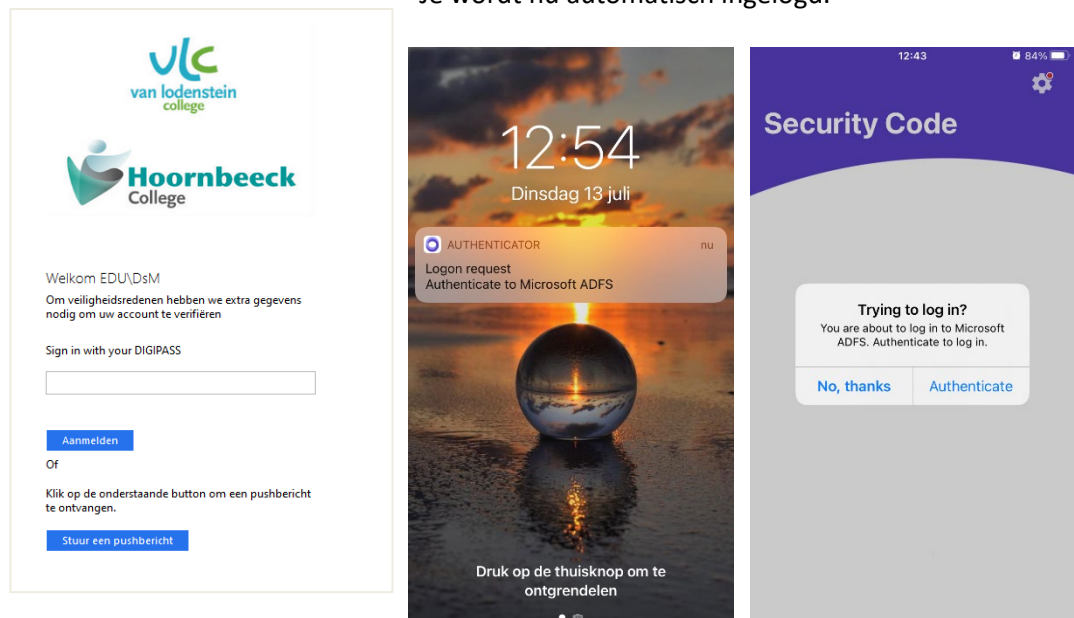 Je wordt nu automatisch ingelogd.
vlc
van lodenstein
college
Hoornbeeck
College
Welkom EDU\DsM
Om veiligheidsredenen hebben we extra gegevens
nodig om uw account te verifiëren
Sign in with your DIGIPASS
Aanmelden
Of
Klik op de onderstaande button om een pushbericht
te ontvangen.
Stuur een pushbericht
12:54
Dinsdag 13 juli
AUTHENTICATOR nu
Logon request
Authenticate to Microsoft ADFS
Druk op de thuisknop om te
ontgrendelen
12:43 84%
Security Code
Trying to log in?
You are about to log in to Microsoft
ADFS. Authenticate to log in.
No, thanks Authenticate